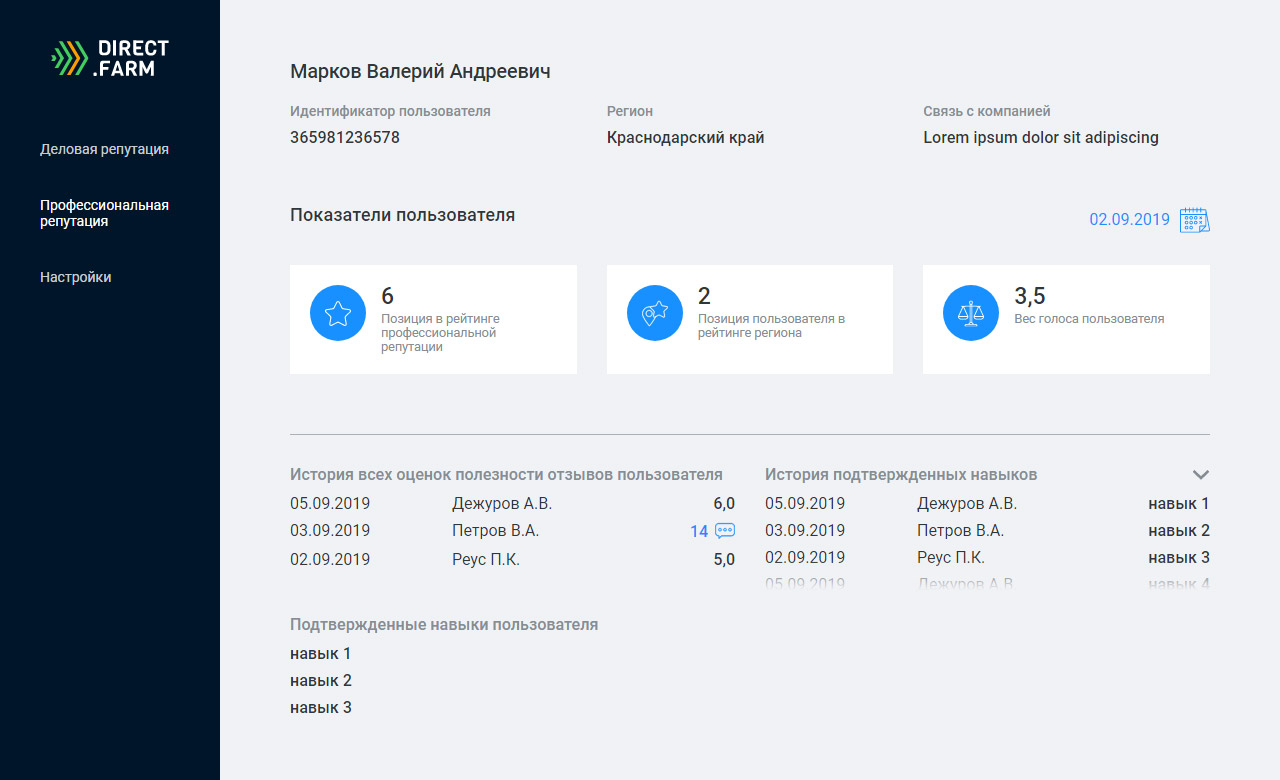 DIRECT
.FARM
Деловая репутация
Профессиональная
репутация
Настройки
Марков Валерий Андреевич
Идентификатор пользователя
365981236578
Регион
Краснодарский край
Связь с компанией
Lorem ipsum dolor sit adipiscing
Показатели пользователя
02.09.2019
6
Позиция в рейтинге
профессиональной
репутации
2
Позиция пользователя в
рейтинге региона
3,5
Вес голоса пользователя
История всех оценок полезности отзывов пользователя
05.09.2019 Дежуров А.В. 6,0
03.09.2019 Петров В.А. 14
02.09.2019 Реус П.К. 5,0
История подтвержденных навыков
05.09.2019 Дежуров А.В. навык 1
03.09.2019 Петров В.А. навык 2
02.09.2019 Реус П.К. навык 3
05.09.2019 Дежуров А.В. навык 4
Подтвержденные навыки пользователя
навык 1
навык 2
навык 3